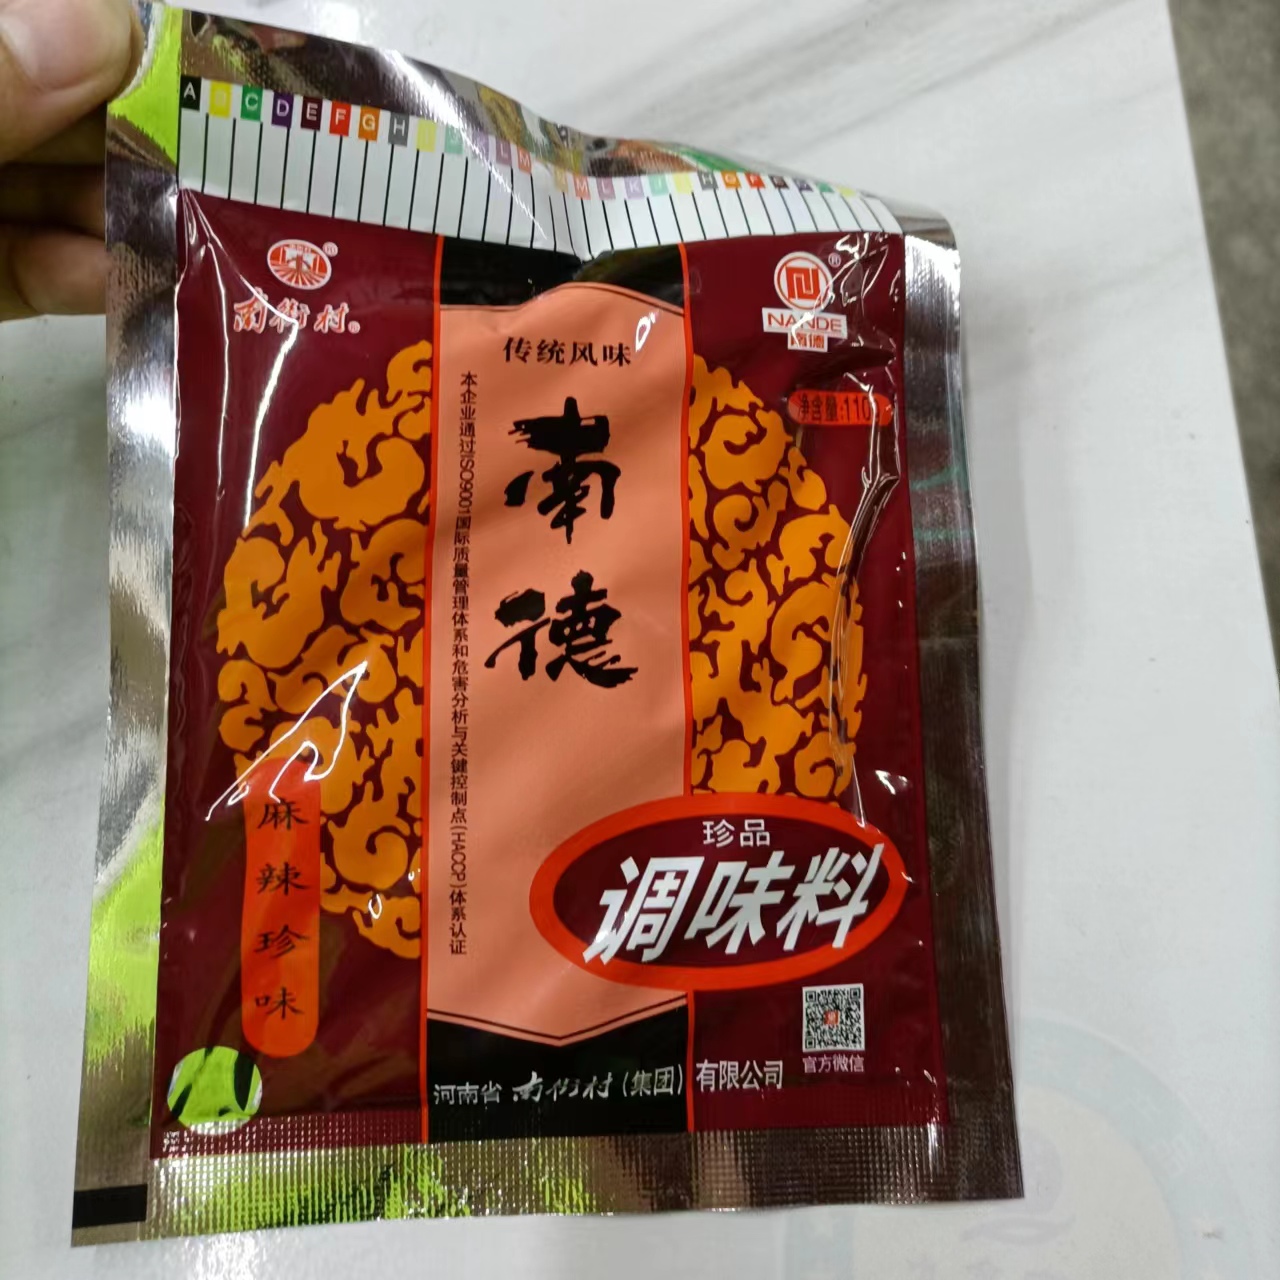 A B C D E F G H I J K L M
M L K J I H G F E D C B
南街村
NANDE
南德
净含量:110
传统风味
南德
本企业通过ISO9001国际质量管理体系和危害分析与关键控制点(HACCP)体系认证
麻辣珍味
珍品
调味料
官方微信
河南省 南街村(集团) 有限公司